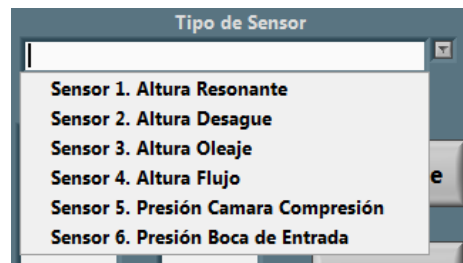 Tipo de Sensor
Sensor 1. Altura Resonante
Sensor 2. Altura Desague
Sensor 3. Altura Oleaje
Sensor 4. Altura Flujo
Sensor 5. Presión Camara Compresión
Sensor 6. Presión Boca de Entrada